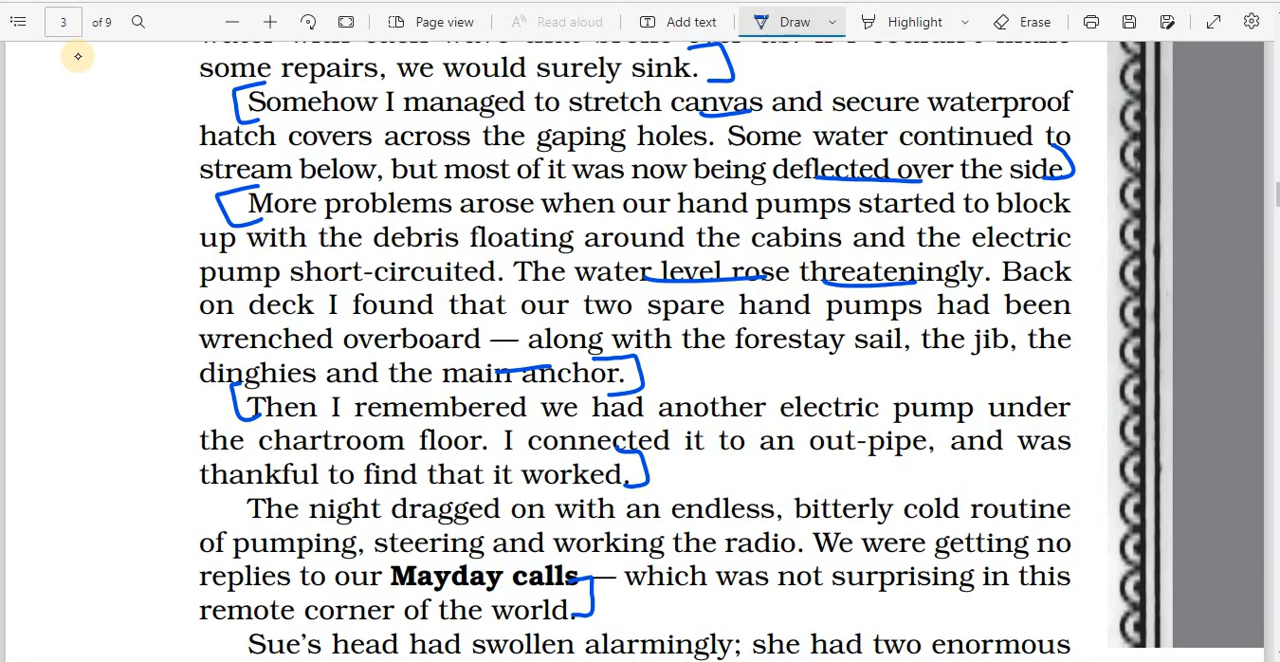 3 of 9 Page view Read aloud Add text Draw Highlight Erase
some repairs, we would surely sink.
Somehow I managed to stretch canvas and secure waterproof
hatch covers across the gaping holes. Some water continued to
stream below, but most of it was now being deflected over the side
More problems arose when our hand pumps started to block
up with the debris floating around the cabins and the electric
pump short-circuited. The water level rose threateningly. Back
on deck I found that our two spare hand pumps had been
wrenched overboard — along with the forestay sail, the jib, the
dinghies and the main anchor.
Then I remembered we had another electric pump under
the chartroom floor. I connected it to an out-pipe, and was
thankful to find that it worked.
The night dragged on with an endless, bitterly cold routine
of pumping, steering and working the radio. We were getting no
replies to our Mayday calls — which was not surprising in this
remote corner of the world.
Sue's head had swollen alarmingly; she had two enormous